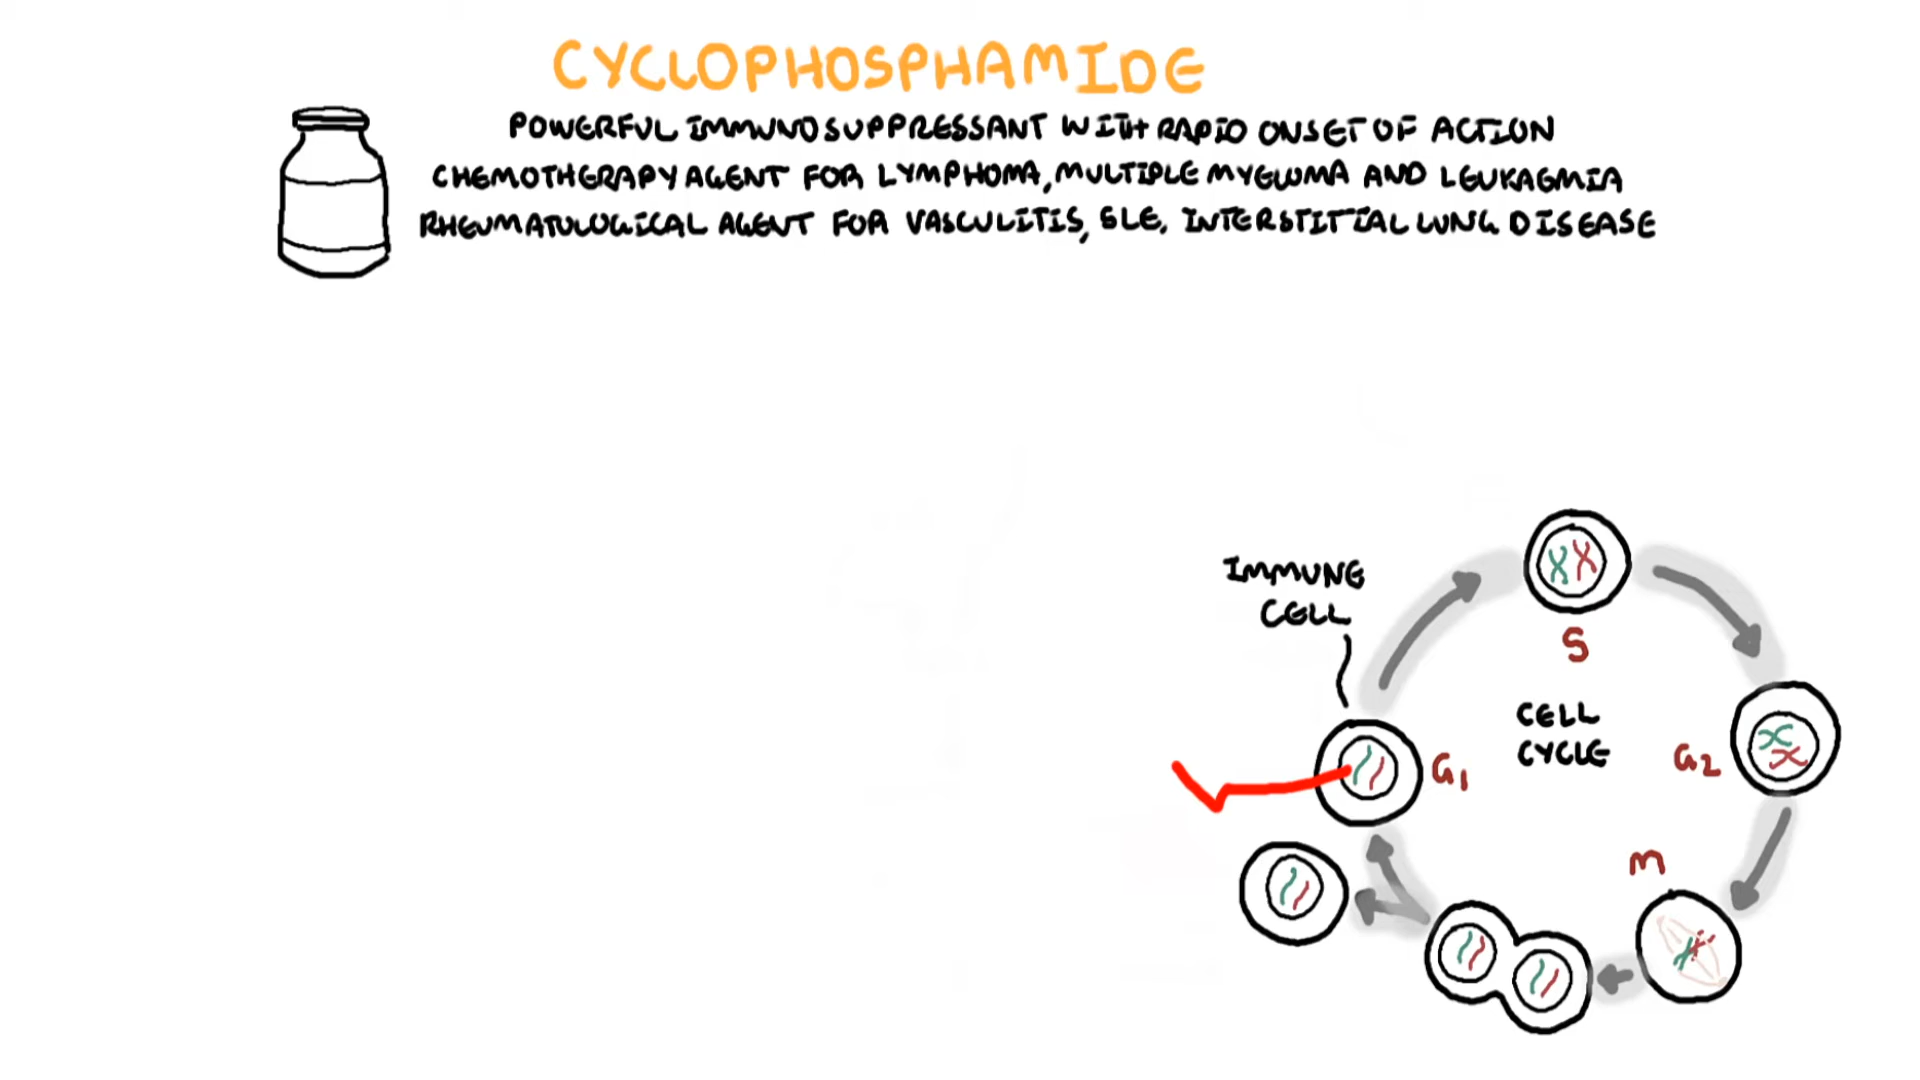 CYCLOPHOSPHAMIDE
POWERFUL IMMUNOSUPPRESSANT WITH RAPID ONSET OF ACTION
CHEMOTHERAPY AGENT FOR LYMPHOMA, MULTIPLE MYELOMA AND LEUKAEMIA
RHEUMATOLOGICAL AGENT FOR VASCULITIS, SLE, INTERSTITIAL LUNG DISEASE
IMMUNE
CELL
S
CELL
CYCLE
G1
G2
M